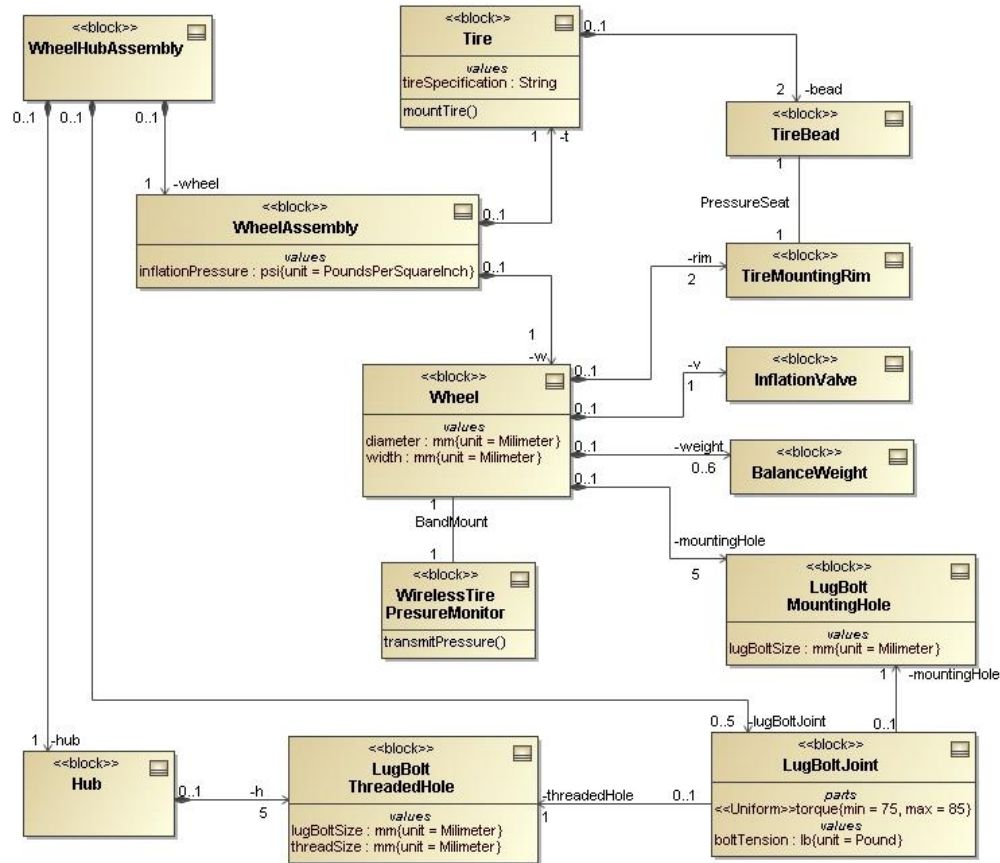 <<block>>
WheelHubAssembly
0..1
0..1
0..1
<<block>>
Tire
values
tireSpecification : String
mountTire()
0..1
2
-bead
<<block>>
TireBead
1
PressureSeat
1
1
-t
1
-wheel
<<block>>
WheelAssembly
values
inflationPressure : psi{unit = PoundsPerSquareInch}
0..1
0..1
-rim
2
<<block>>
TireMountingRim
1
-w
<<block>>
Wheel
values
diameter : mm{unit = Milimeter}
width : mm{unit = Milimeter}
0..1
0..1
0..1
0..1
-v
1
<<block>>
InflationValve
-weight
0..6
<<block>>
BalanceWeight
1
BandMount
1
-mountingHole
5
<<block>>
WirelessTire
PresureMonitor
transmitPressure()
<<block>>
LugBolt
MountingHole
values
lugBoltSize : mm{unit = Milimeter}
1
-mountingHole
0..5
-lugBoltJoint
0..1
1
-hub
<<block>>
Hub
0..1
-h
5
<<block>>
LugBolt
ThreadedHole
values
lugBoltSize : mm{unit = Milimeter}
threadSize : mm{unit = Milimeter}
-threadedHole
1
0..1
<<block>>
LugBoltJoint
parts
<<Uniform>>torque{min = 75, max = 85}
values
boltTension : lb{unit = Pound}